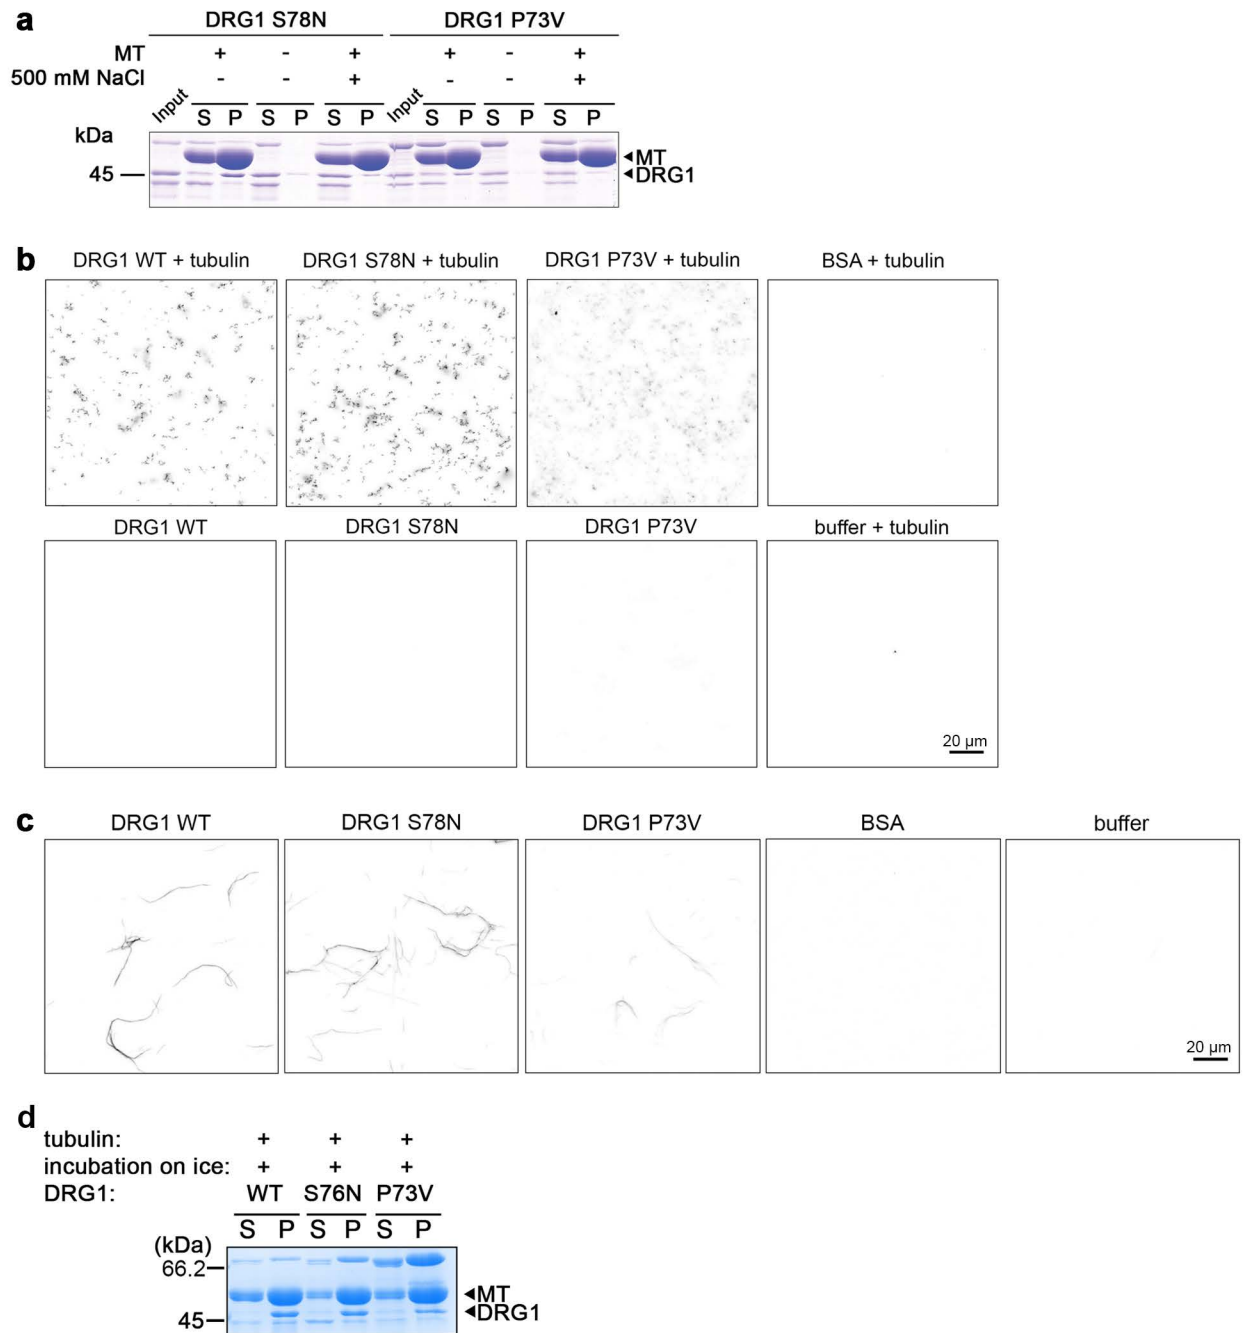 a
DRG1 S78N DRG1 P73V
MT + - + + - +
500 mM NaCl - - + - - +
Input S P S P S P Input S P S P S P
kDa
MT
45 DRG1
b
DRG1 WT + tubulin DRG1 S78N + tubulin DRG1 P73V + tubulin BSA + tubulin
DRG1 WT DRG1 S78N DRG1 P73V buffer + tubulin
20 µm
c
DRG1 WT DRG1 S78N DRG1 P73V BSA buffer
20 µm
d
tubulin: + + +
incubation on ice: + + +
DRG1: WT S76N P73V
S P S P S P
(kDa)
66.2
MT
DRG1
45